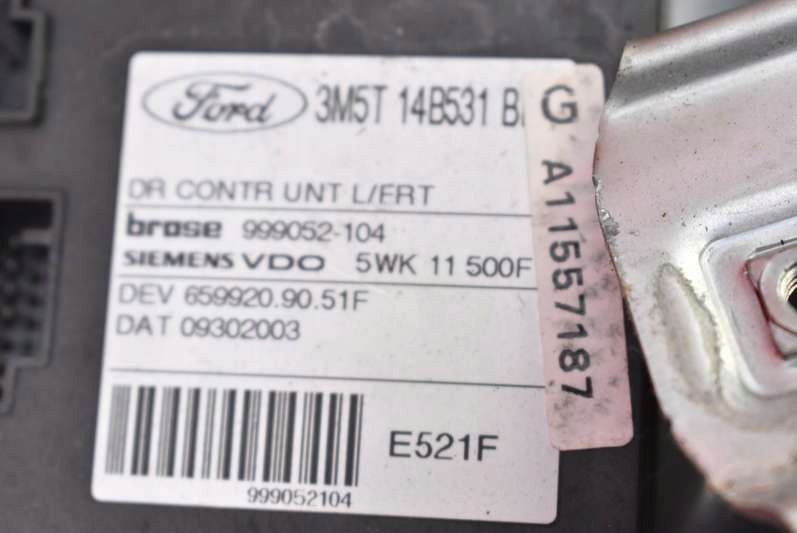 Ford 3M5T 14B531
DR CONTR UNT L/ERT
brose 999052-104
SIEMENS VDO 5WK 11 500F
DEV 659920.90.51F
DAT 09302003
E521F
999052104
G A11557187